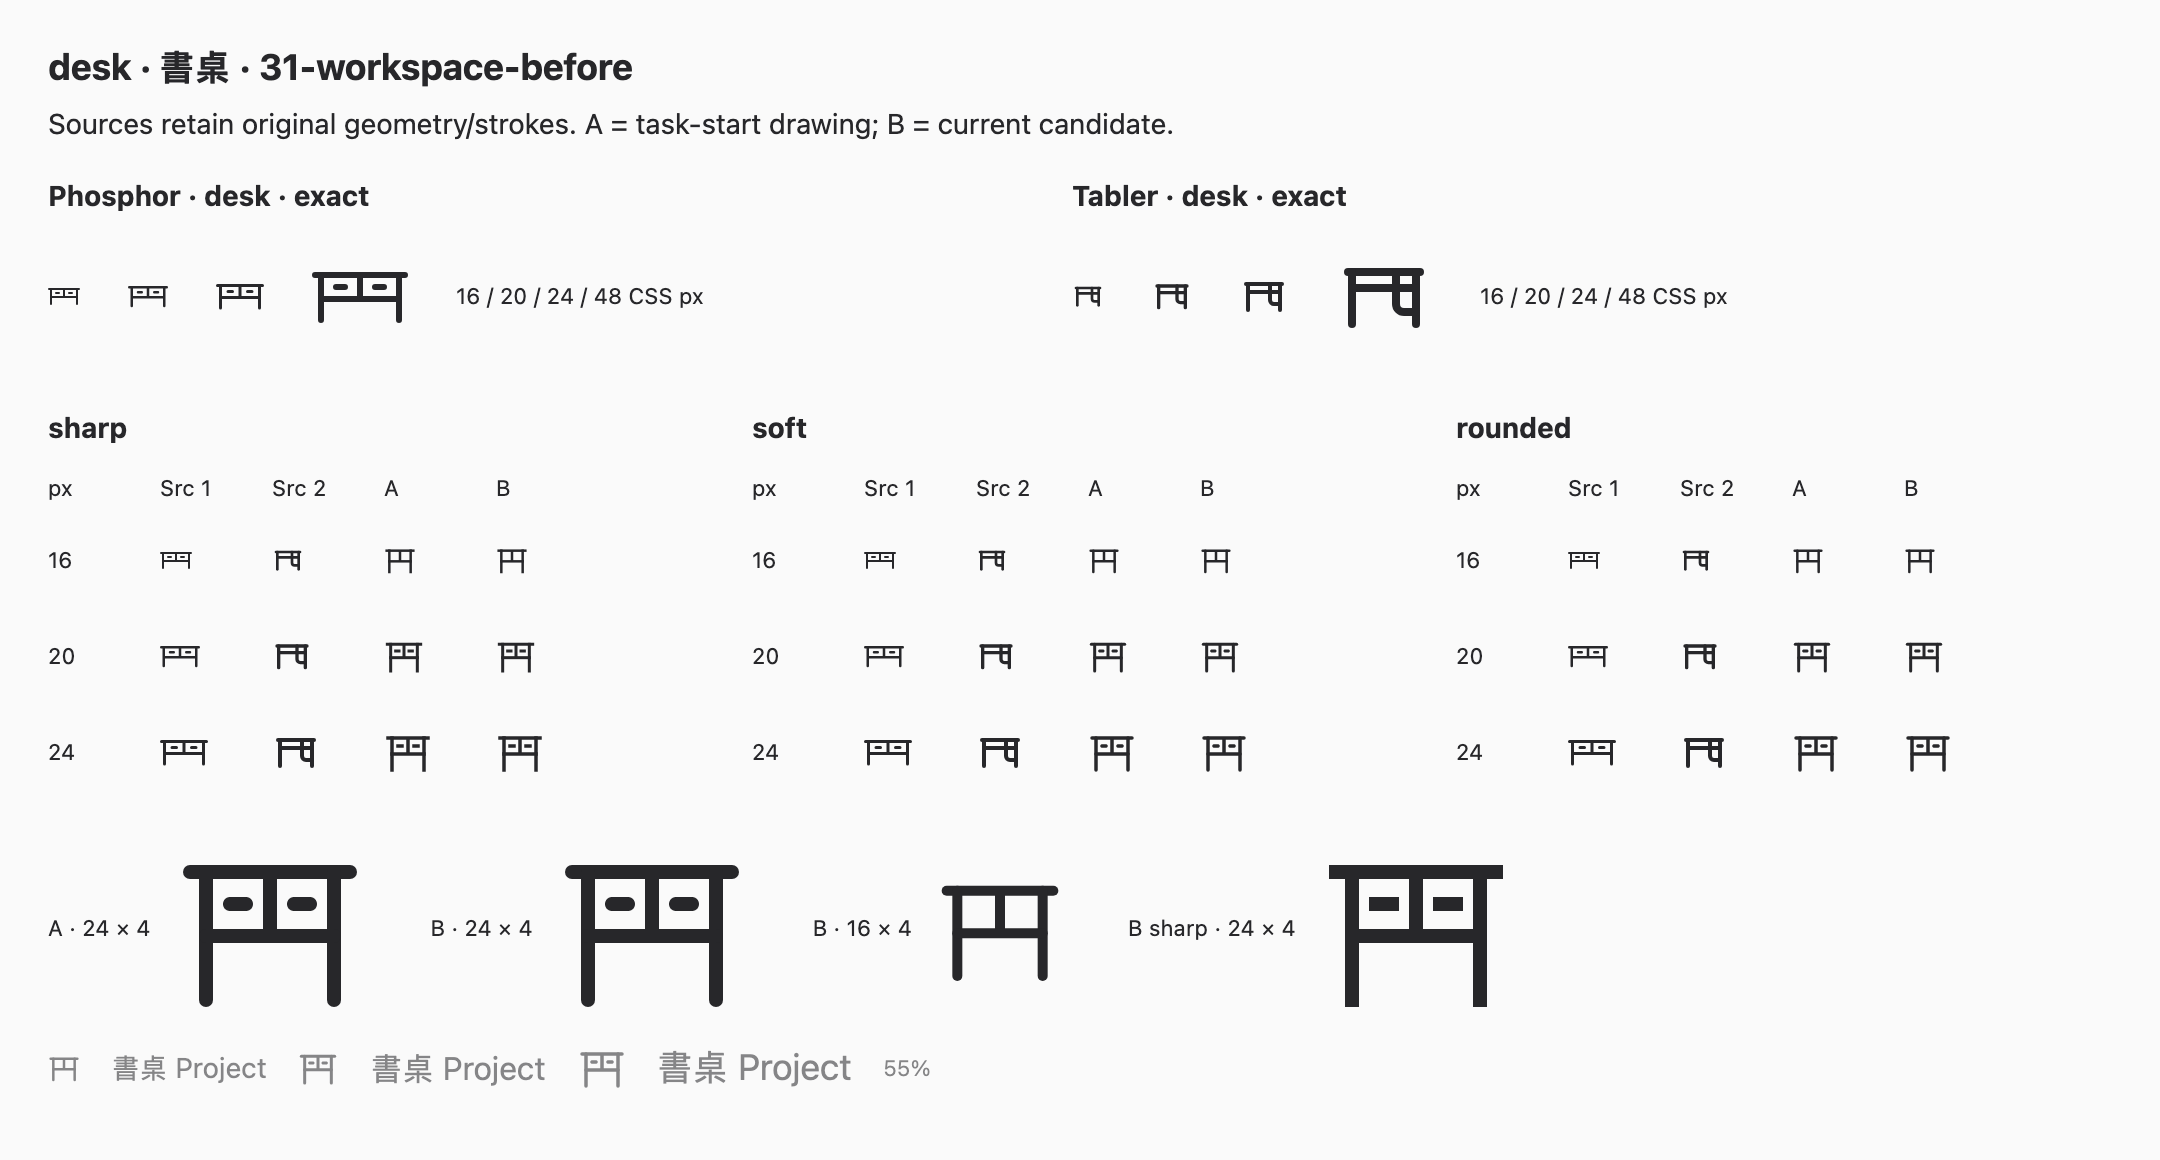 desk · 書桌 · 31-workspace-before
Sources retain original geometry/strokes. A = task-start drawing; B = current candidate.
Phosphor · desk · exact
16 / 20 / 24 / 48 CSS px
Tabler · desk · exact
16 / 20 / 24 / 48 CSS px
sharp
px Src 1 Src 2 A B
16
20
24
soft
px Src 1 Src 2 A B
16
20
24
rounded
px Src 1 Src 2 A B
16
20
24
A · 24 × 4
B · 24 × 4
B · 16 × 4
B sharp · 24 × 4
書桌 Project 書桌 Project 書桌 Project 55%